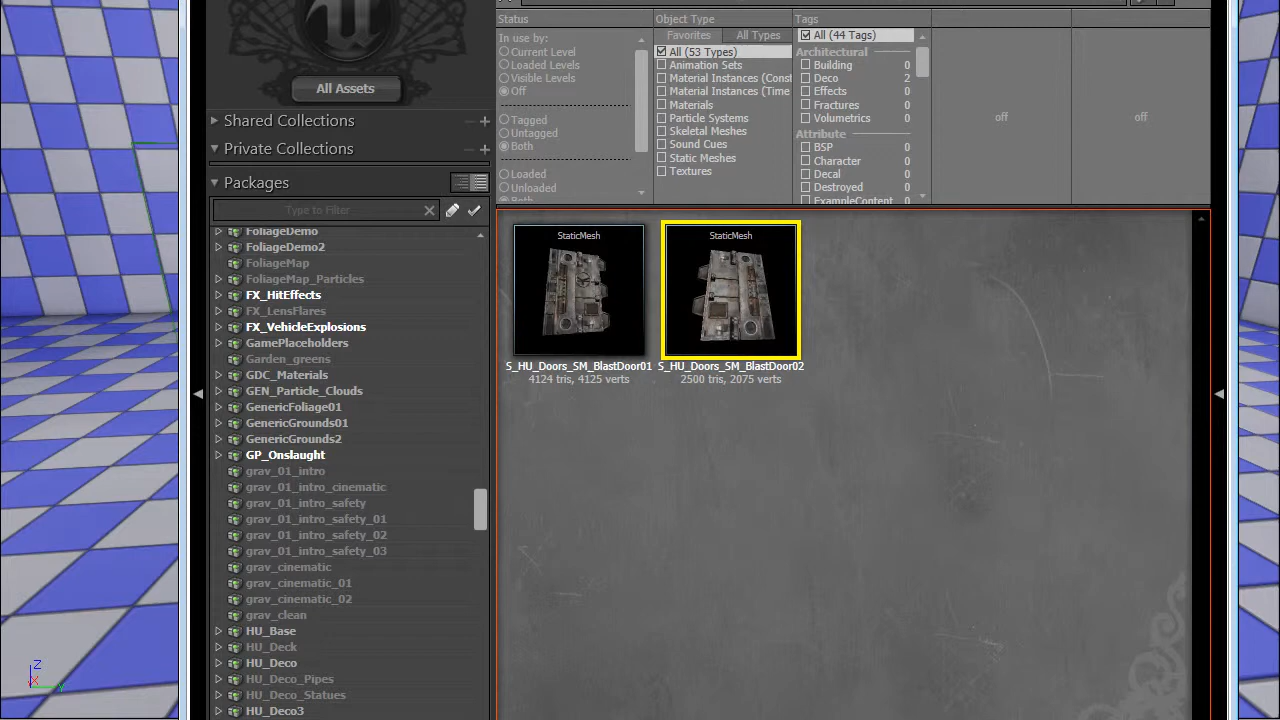 Status
Object Type
Tags
In use by:
Current Level
Loaded Levels
Visible Levels
Off
Tagged
Untagged
Both
Loaded
Unloaded
Both
Favorites
All Types
All (53 Types)
Animation Sets
Material Instances (Const
Material Instances (Time
Materials
Particle Systems
Skeletal Meshes
Sound Cues
Static Meshes
Textures
All (44 Tags)
Architectural
Building 0
Deco 2
Effects 0
Fractures 0
Volumetrics 0
Attribute
BSP 0
Character 0
Decal 0
Destroyed 0
ExampleContent 0
off
off
All Assets
Shared Collections
Private Collections
Packages
Type to Filter
FoliageDemo
FoliageDemo2
FoliageMap
FoliageMap_Particles
FX_HitEffects
FX_LensFlares
FX_VehicleExplosions
GamePlaceholders
Garden_greens
GDC_Materials
GEN_Particle_Clouds
GenericFoliage01
GenericGrounds01
GenericGrounds2
GP_Onslaught
grav_01_intro
grav_01_intro_cinematic
grav_01_intro_safety
grav_01_intro_safety_01
grav_01_intro_safety_02
grav_01_intro_safety_03
grav_cinematic
grav_cinematic_01
grav_cinematic_02
grav_clean
HU_Base
HU_Deck
HU_Deco
HU_Deco_Pipes
HU_Deco_Statues
HU_Deco3
StaticMesh
S_HU_Doors_SM_BlastDoor01
4124 tris, 4125 verts
StaticMesh
S_HU_Doors_SM_BlastDoor02
2500 tris, 2075 verts
Z
X
Y